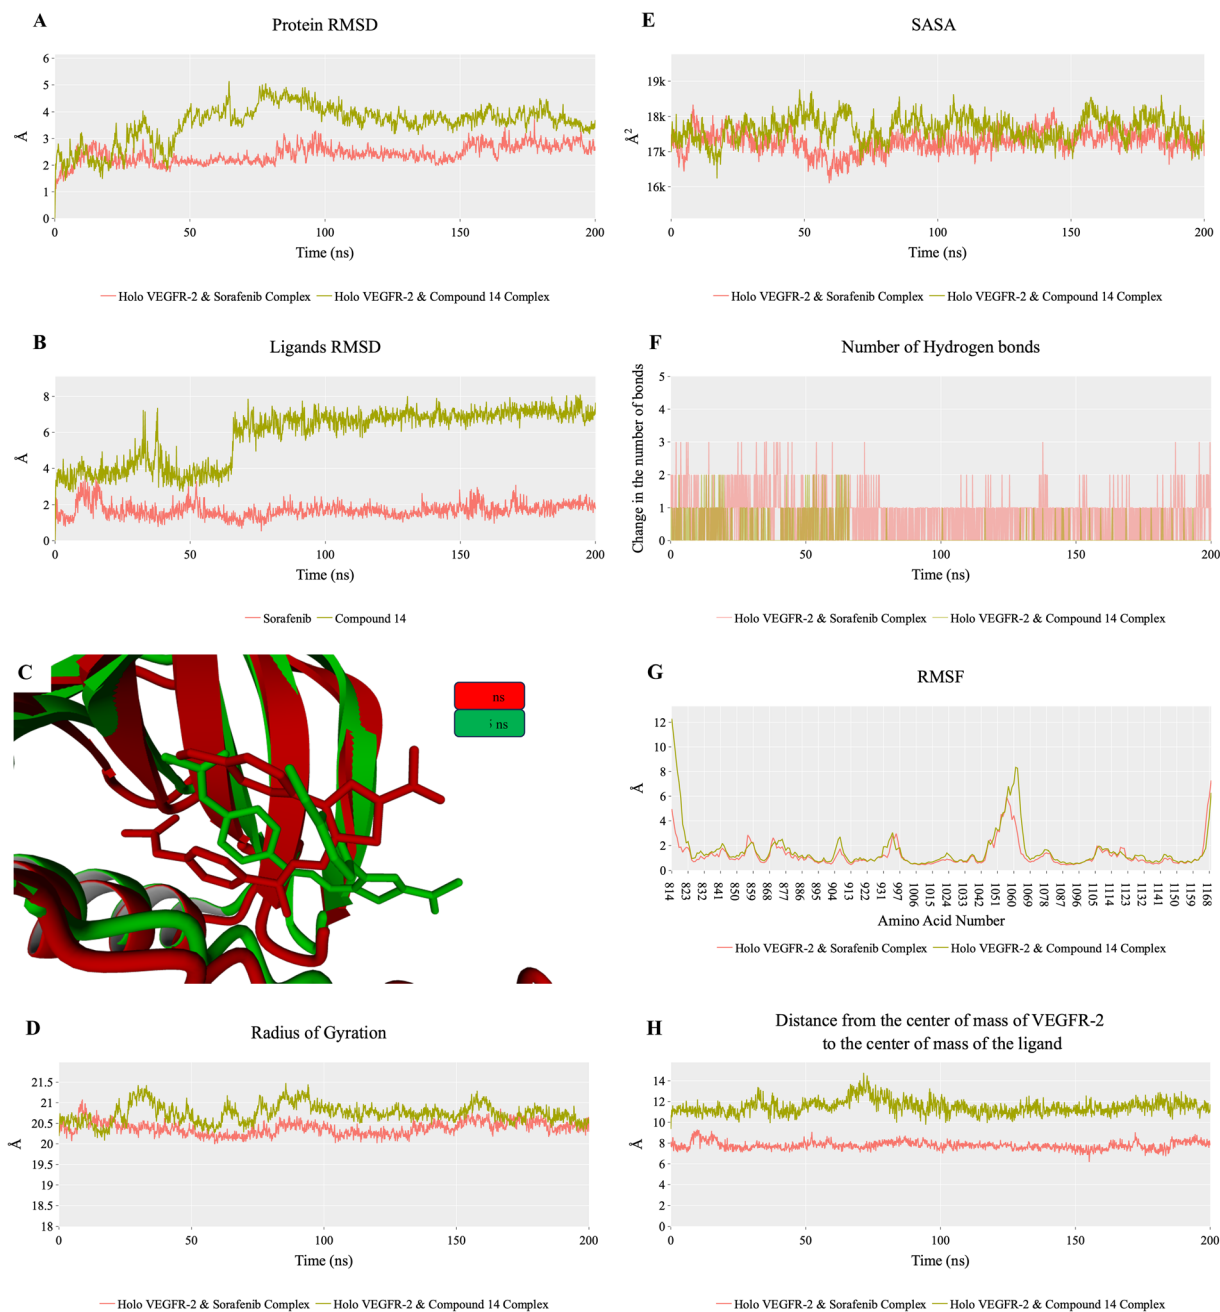 A
Protein RMSD
6
5
4
3
2
1
0
Å
0 50 100 150 200
Time (ns)
Holo VEGFR-2 & Sorafenib Complex Holo VEGFR-2 & Compound 14 Complex
B
Ligands RMSD
8
6
4
2
0
Å
0 50 100 150 200
Time (ns)
Sorafenib Compound 14
C
ns
ns
D
Radius of Gyration
21.5
21
20.5
20
19.5
19
18.5
18
Å
0 50 100 150 200
Time (ns)
Holo VEGFR-2 & Sorafenib Complex Holo VEGFR-2 & Compound 14 Complex
E
SASA
19k
18k
17k
16k
Å²
0 50 100 150 200
Time (ns)
Holo VEGFR-2 & Sorafenib Complex Holo VEGFR-2 & Compound 14 Complex
F
Number of Hydrogen bonds
5
4
3
2
1
0
Change in the number of bonds
0 50 100 150 200
Time (ns)
Holo VEGFR-2 & Sorafenib Complex Holo VEGFR-2 & Compound 14 Complex
G
RMSF
12
10
8
6
4
2
0
Å
814 823 832 841 850 859 868 877 886 895 904 913 922 931 997 1006 1015 1024 1033 1042 1051 1060 1069 1078 1087 1096 1105 1114 1123 1132 1141 1150 1159 1168
Amino Acid Number
Holo VEGFR-2 & Sorafenib Complex Holo VEGFR-2 & Compound 14 Complex
H
Distance from the center of mass of VEGFR-2
to the center of mass of the ligand
14
12
10
8
6
4
2
0
Å
0 50 100 150 200
Time (ns)
Holo VEGFR-2 & Sorafenib Complex Holo VEGFR-2 & Compound 14 Complex